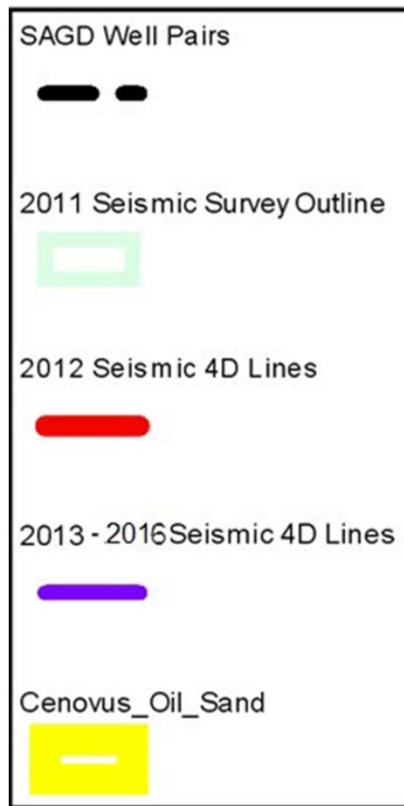 SAGD Well Pairs
2011 Seismic Survey Outline
2012 Seismic 4D Lines
2013 - 2016 Seismic 4D Lines
Cenovus_Oil_Sand